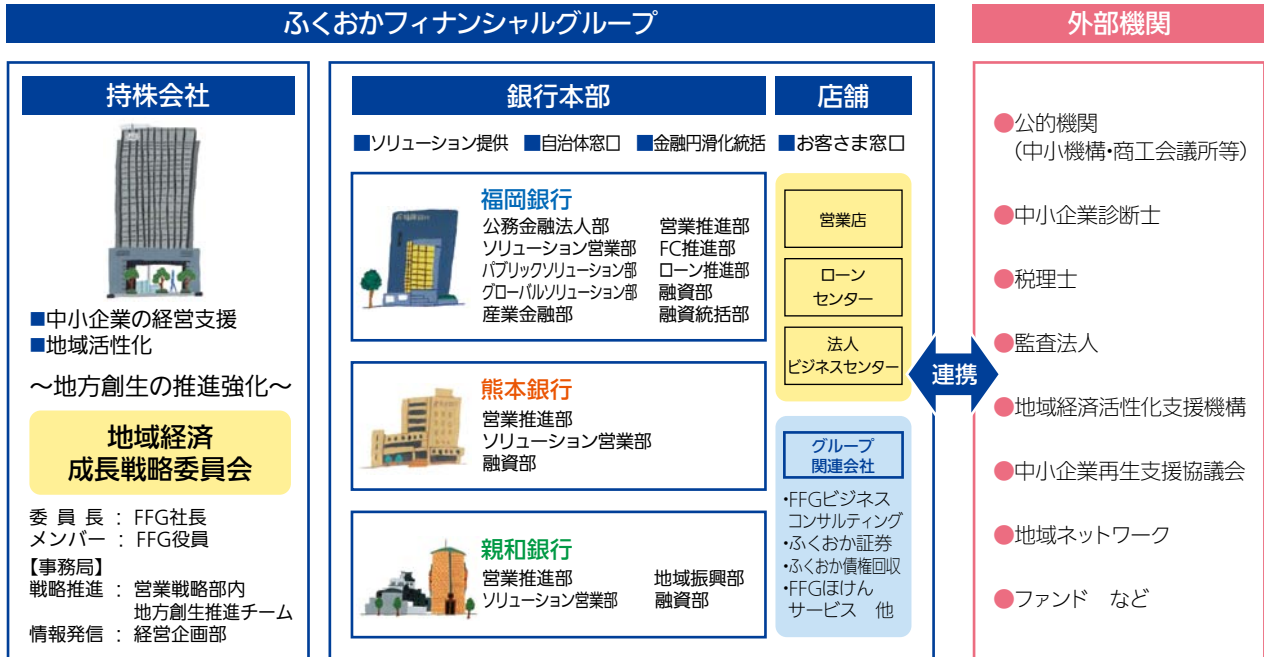 ふくおかフィナンシャルグループ
持株会社
■中小企業の経営支援
■地域活性化
～地方創生の推進強化～
地域経済
成長戦略委員会
委員長：FFG社長
メンバー：FFG役員
【事務局】
戦略推進：営業戦略部内
地方創生推進チーム
情報発信：経営企画部
銀行本部
■ソリューション提供 ■自治体窓口 ■金融円滑化統括
福岡銀行
公務金融法人部 営業推進部
ソリューション営業部 FC推進部
パブリックソリューション部 ローン推進部
グローバルソリューション部 融資部
産業金融部 融資統括部
熊本銀行
営業推進部
ソリューション営業部
融資部
親和銀行
営業推進部 地域振興部
ソリューション営業部 融資部
店舗
■お客さま窓口
営業店
ローン
センター
法人
ビジネスセンター
グループ
関連会社
・FFGビジネス
コンサルティング
・ふくおか証券
・ふくおか債権回収
・FFGほけん
サービス 他
連携
外部機関
●公的機関
（中小機構・商工会議所等）
●中小企業診断士
●税理士
●監査法人
●地域経済活性化支援機構
●中小企業再生支援協議会
●地域ネットワーク
●ファンド など